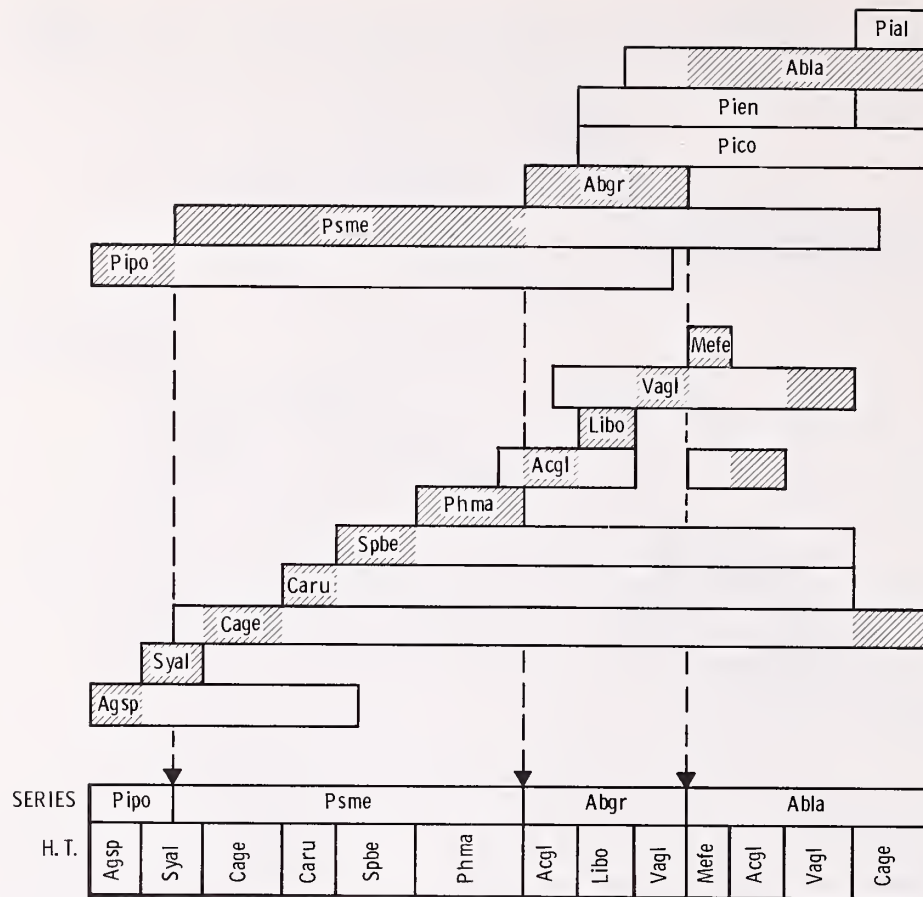 Pial
Abla
Pien
Pico
Abgr
Psme
Pipo
Mefe
Vagl
Libo
Acgl
Phma
Spbe
Caru
Cage
Syal
Agsp
SERIES Pipo Psme Abgr Abla
H.T. Agsp Syal Cage Caru Spbe Phma Acgl Libo Vagl Mefe Acgl Vagl Cage